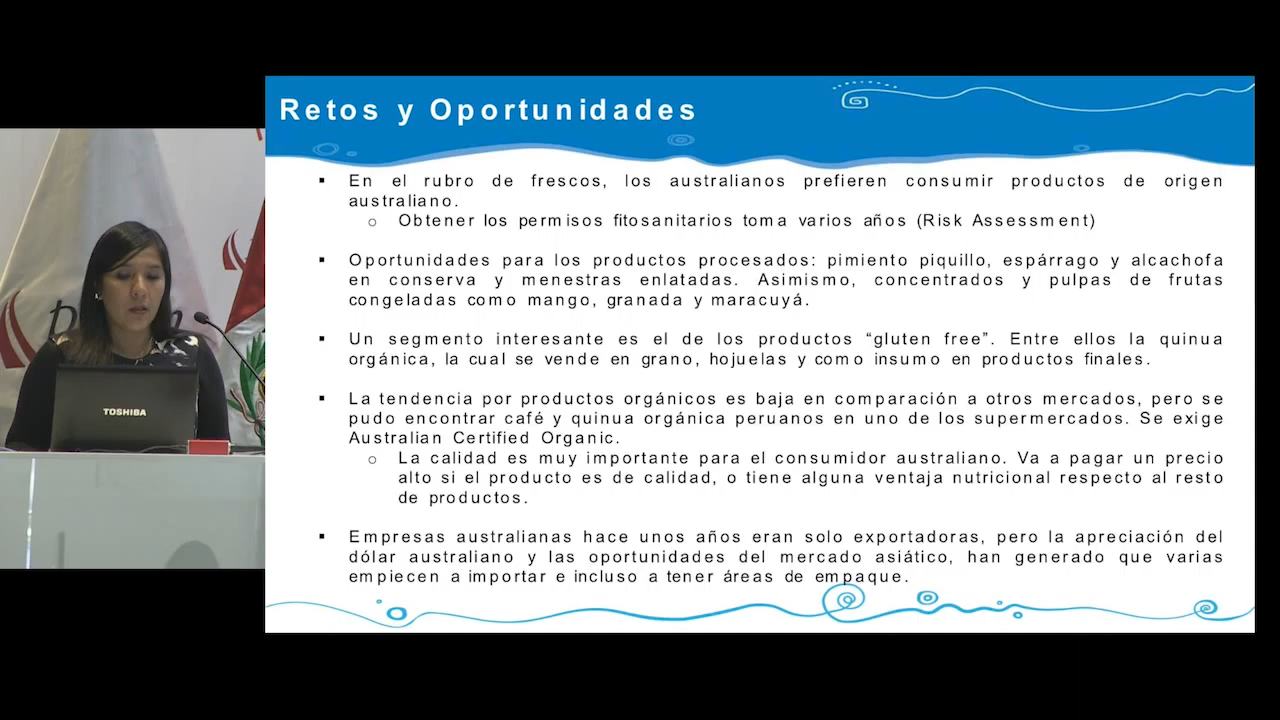 Retos y Oportunidades
▪ En el rubro de frescos, los australianos prefieren consumir productos de origen
australiano.
o Obtener los permisos fitosanitarios toma varios años (Risk Assessment)
▪ Oportunidades para los productos procesados: pimiento piquillo, espárrago y alcachofa
en conserva y menestras enlatadas. Asimismo, concentrados y pulpas de frutas
congeladas como mango, granada y maracuyá.
▪ Un segmento interesante es el de los productos “gluten free”. Entre ellos la quinua
orgánica, la cual se vende en grano, hojuelas y como insumo en productos finales.
▪ La tendencia por productos orgánicos es baja en comparación a otros mercados, pero se
pudo encontrar café y quinua orgánica peruanos en uno de los supermercados. Se exige
Australian Certified Organic.
o La calidad es muy importante para el consumidor australiano. Va a pagar un precio
alto si el producto es de calidad, o tiene alguna ventaja nutricional respecto al resto
de productos.
▪ Empresas australianas hace unos años eran solo exportadoras, pero la apreciación del
dólar australiano y las oportunidades del mercado asiático, han generado que varias
empiecen a importar e incluso a tener áreas de empaque.
TOSHIBA